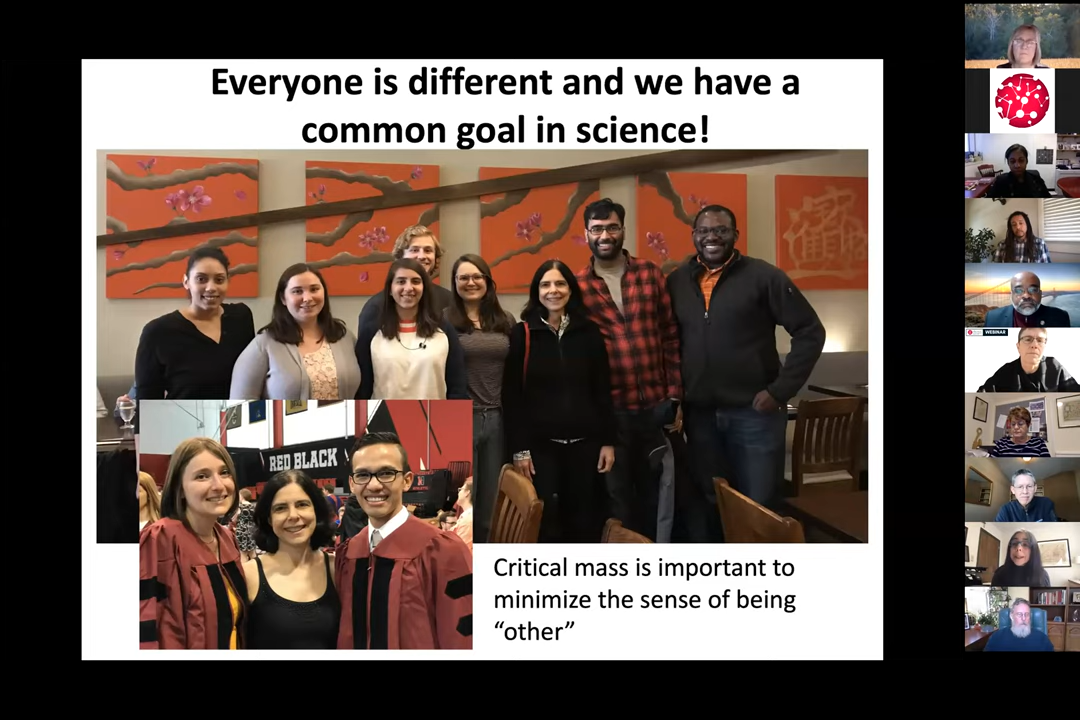 Everyone is different and we have a
common goal in science!
RED BLACK
Critical mass is important to
minimize the sense of being
“other”
WEBINAR